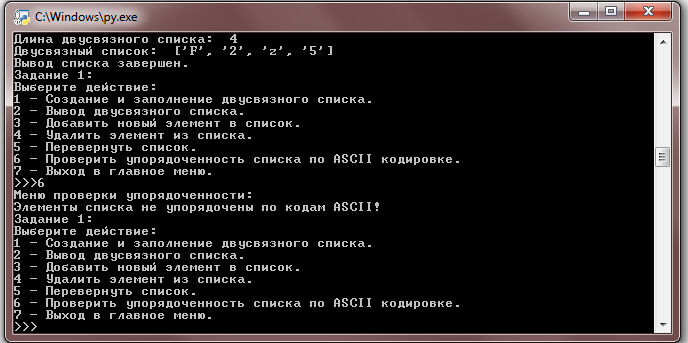 C:\Windows\py.exe
Длина двусвязного списка:  4
Двусвязный список:  ['F', '2', 'z', '5']
Вывод списка завершен.
Задание 1:
Выберите действие:
1 - Создание и заполнение двусвязного списка.
2 - Вывод двусвязного списка.
3 - Добавить новый элемент в список.
4 - Удалить элемент из списка.
5 - Перевернуть список.
6 - Проверить упорядоченность списка по ASCII кодировке.
7 - Выход в главное меню.
>>>6
Меню проверки упорядоченности:
Элементы списка не упорядочены по кодам ASCII!
Задание 1:
Выберите действие:
1 - Создание и заполнение двусвязного списка.
2 - Вывод двусвязного списка.
3 - Добавить новый элемент в список.
4 - Удалить элемент из списка.
5 - Перевернуть список.
6 - Проверить упорядоченность списка по ASCII кодировке.
7 - Выход в главное меню.
>>>